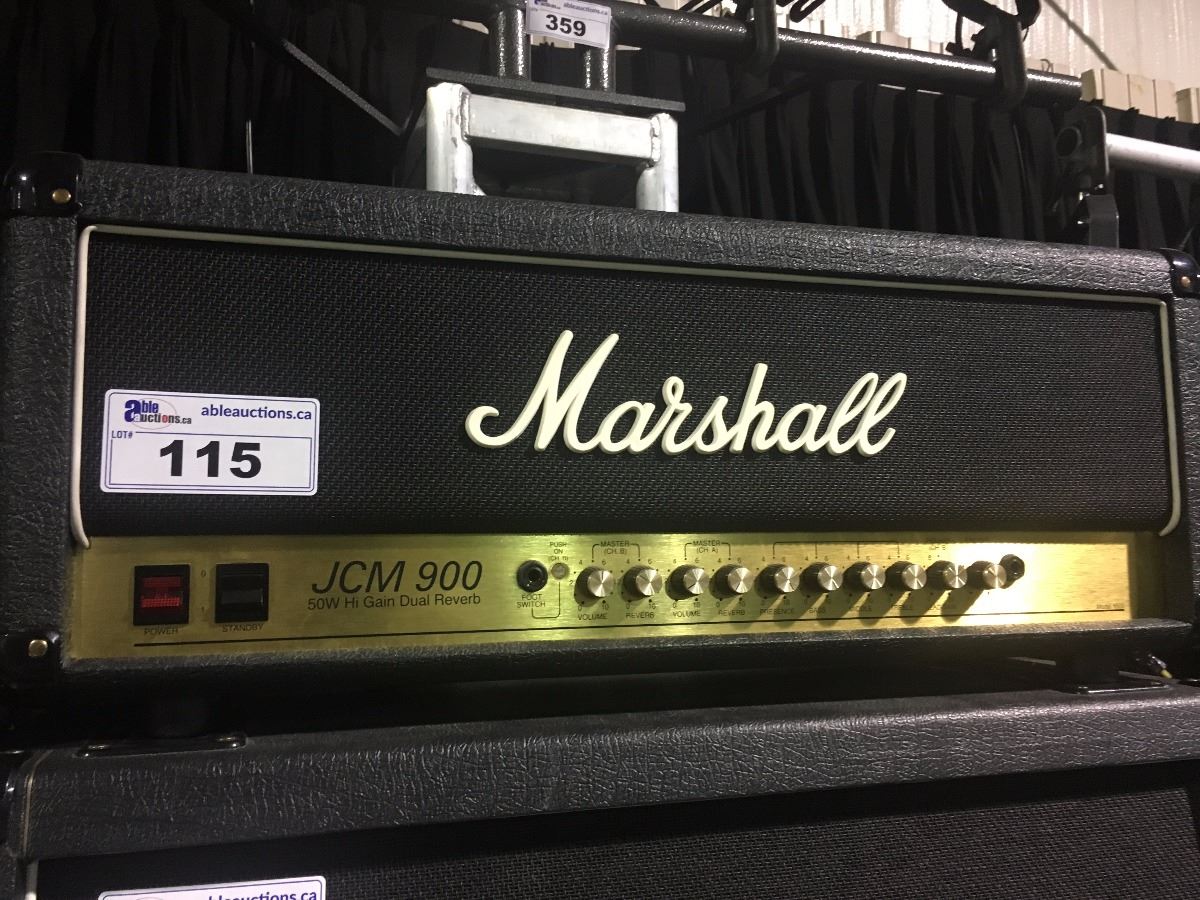 ableauctions.ca
359
Marshall
able auctions.ca
ableauctions.ca
LOT#
115
JCM 900
50W Hi Gain Dual Reverb
POWER
STANDBY
PUSH
ON
FOOT
SWITCH
MASTER
(CH. B)
MASTER
(CH. A)
VOLUME
REVERB
VOLUME
REVERB
PRESENCE
BASS
ableauctions.ca